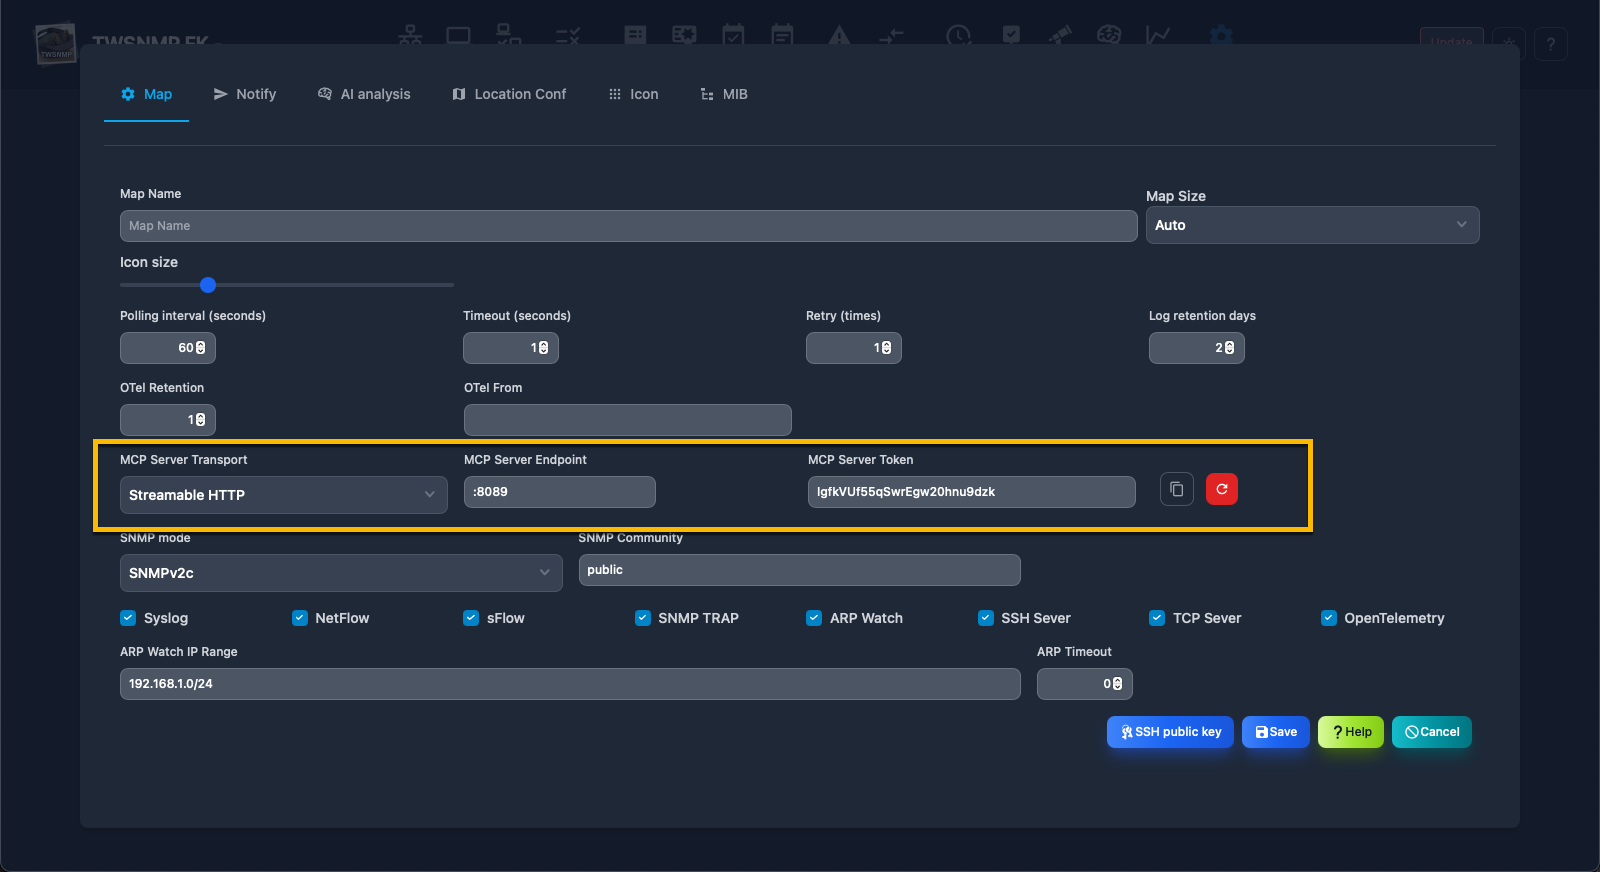 TWSNMP FK
Update
?
Map Notify AI analysis Location Conf Icon MIB
Map Name
Map Name
Map Size
Auto
Icon size
Polling interval (seconds) Timeout (seconds) Retry (times) Log retention days
60 1 1 2
OTel Retention OTel From
1
MCP Server Transport MCP Server Endpoint MCP Server Token
Streamable HTTP :8089 lgfkVUf55qSwrEgw20hnu9dzk
SNMP mode SNMP Community
SNMPv2c public
Syslog NetFlow sFlow SNMP TRAP ARP Watch SSH Sever TCP Sever OpenTelemetry
ARP Watch IP Range ARP Timeout
192.168.1.0/24 0
SSH public key Save ? Help Cancel